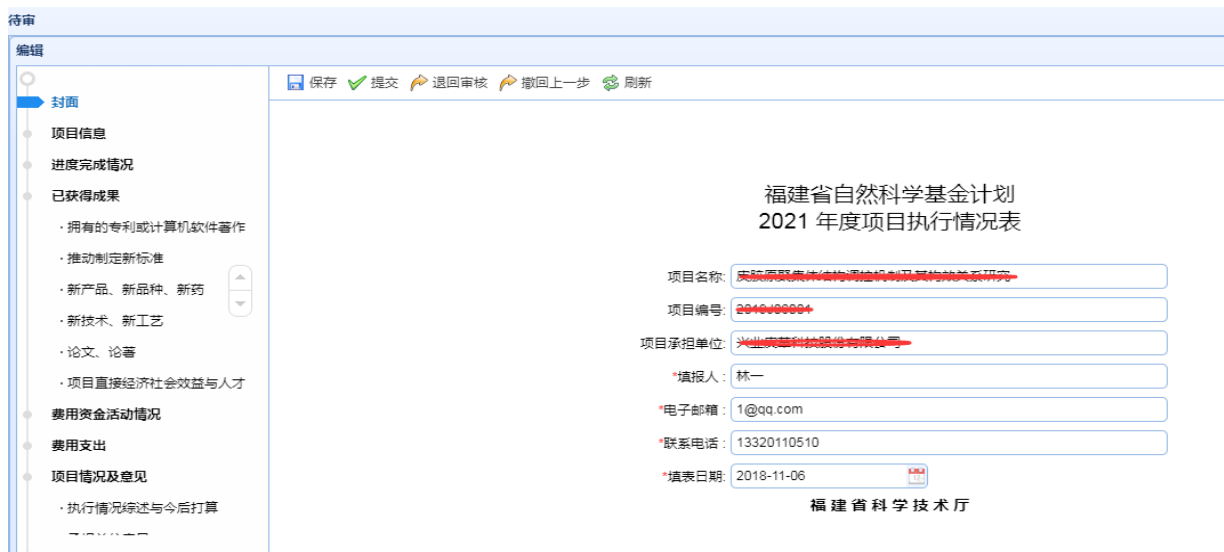 待审
编辑
保存 提交 退回审核 撤回上一步 刷新
封面
项目信息
进度完成情况
已获得成果
·拥有的专利或计算机软件著作
·推动制定新标准
·新产品、新品种、新药
·新技术、新工艺
·论文、论著
·项目直接经济社会效益与人才
费用资金活动情况
费用支出
项目情况及意见
·执行情况综述与今后打算
福建省自然科学基金计划
2021 年度项目执行情况表
项目名称:
项目编号:
项目承担单位:
*填报人: 林一
*电子邮箱: 1@qq.com
*联系电话: 13320110510
*填表日期: 2018-11-06
福建省科学技术厅